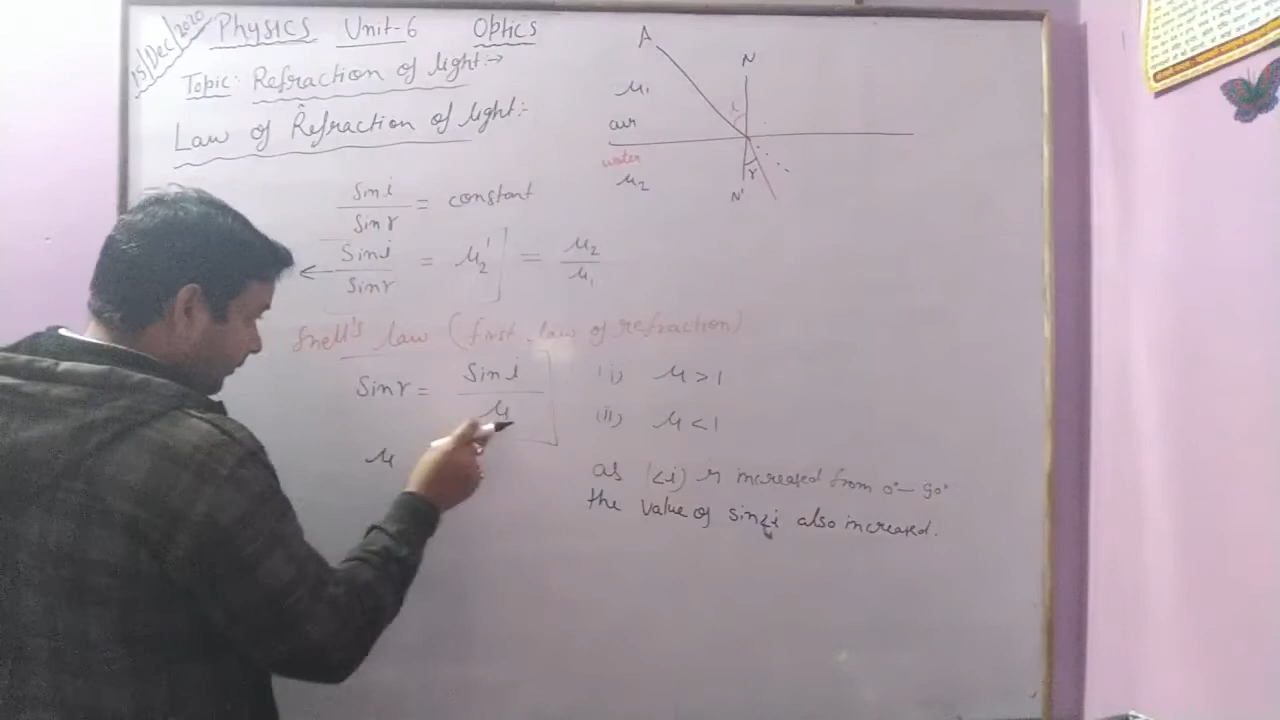 15/Dec/2020
Physics Unit-6 Optics
Topic: Refraction of light:→
Law of Refraction of light:-
Sin i / Sin r = constant
Sin i / Sin r = μ₂' ] = μ₂ / μ₁
Snell's law (first law of refraction)
Sin r = Sin i / μ
μ
(i) μ > 1
(ii) μ < 1
as (∠i) is increased from 0°— 90°
the value of sin∠i also increased.
A
N
μ₁
i
air
water
μ₂
r
N'